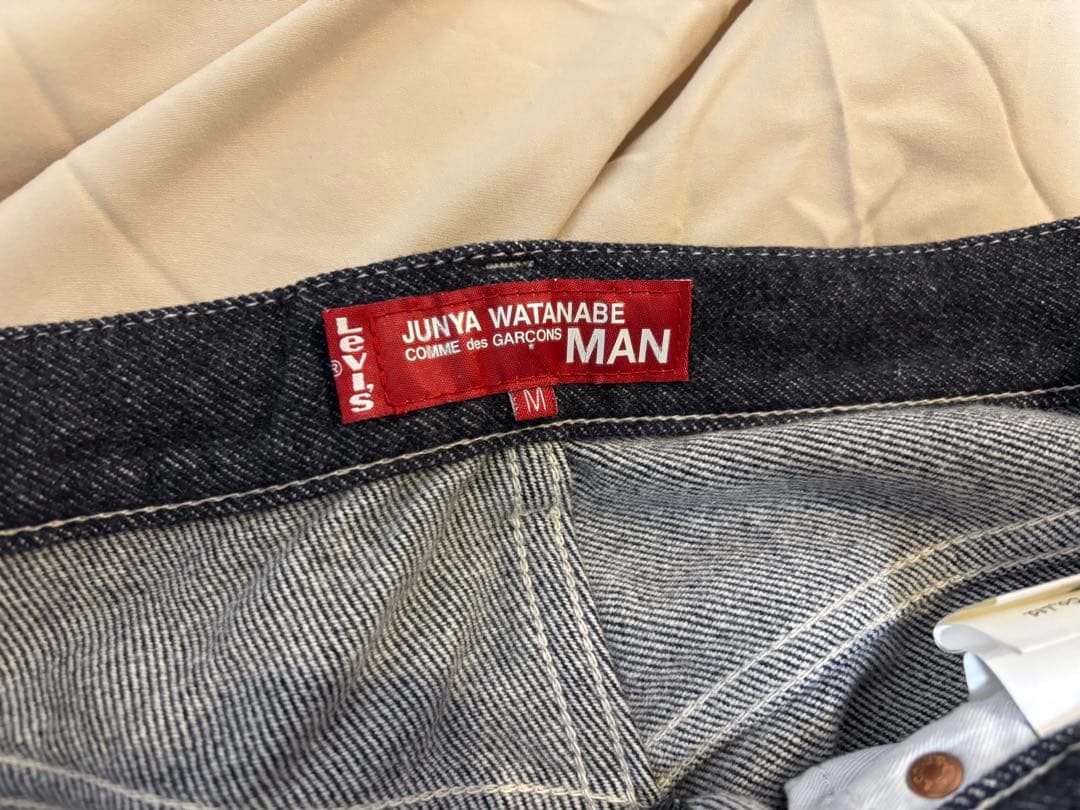 Levi's
®
JUNYA WATANABE
COMME des GARÇONS
MAN
M